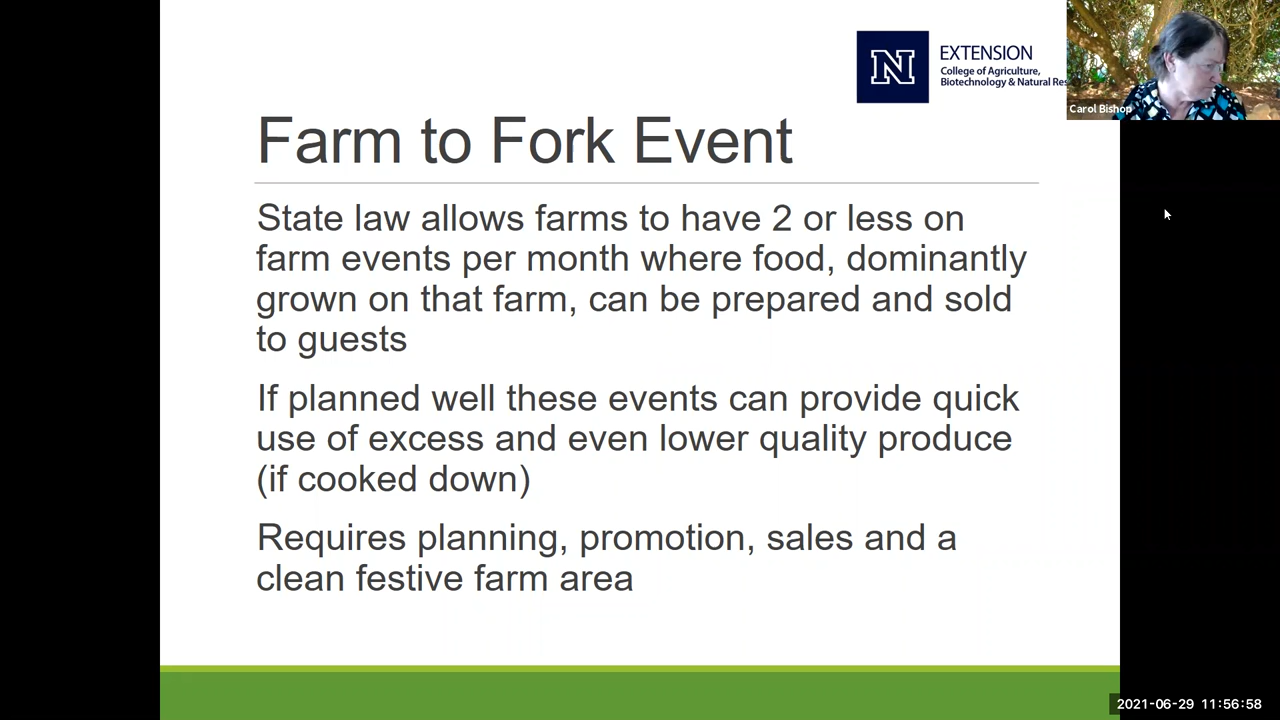 N
EXTENSION
College of Agriculture,
Biotechnology & Natural Res
Carol Bishop
Farm to Fork Event
State law allows farms to have 2 or less on
farm events per month where food, dominantly
grown on that farm, can be prepared and sold
to guests
If planned well these events can provide quick
use of excess and even lower quality produce
(if cooked down)
Requires planning, promotion, sales and a
clean festive farm area
2021-06-29 11:56:58